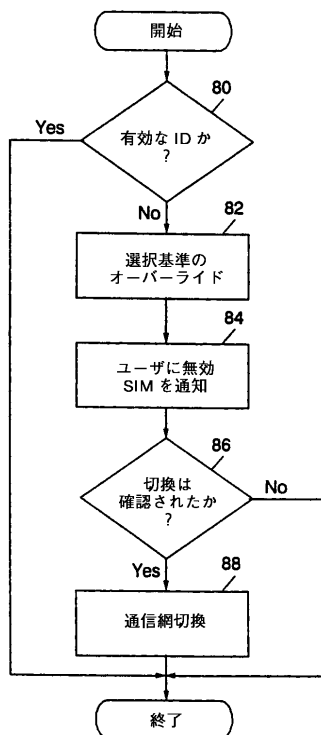 開始
80
Yes
有効な ID か
?
No
82
選択基準の
オーバーライド
84
ユーザに無効
SIM を通知
86
切換は
確認されたか
?
No
Yes
88
通信網切換
終了